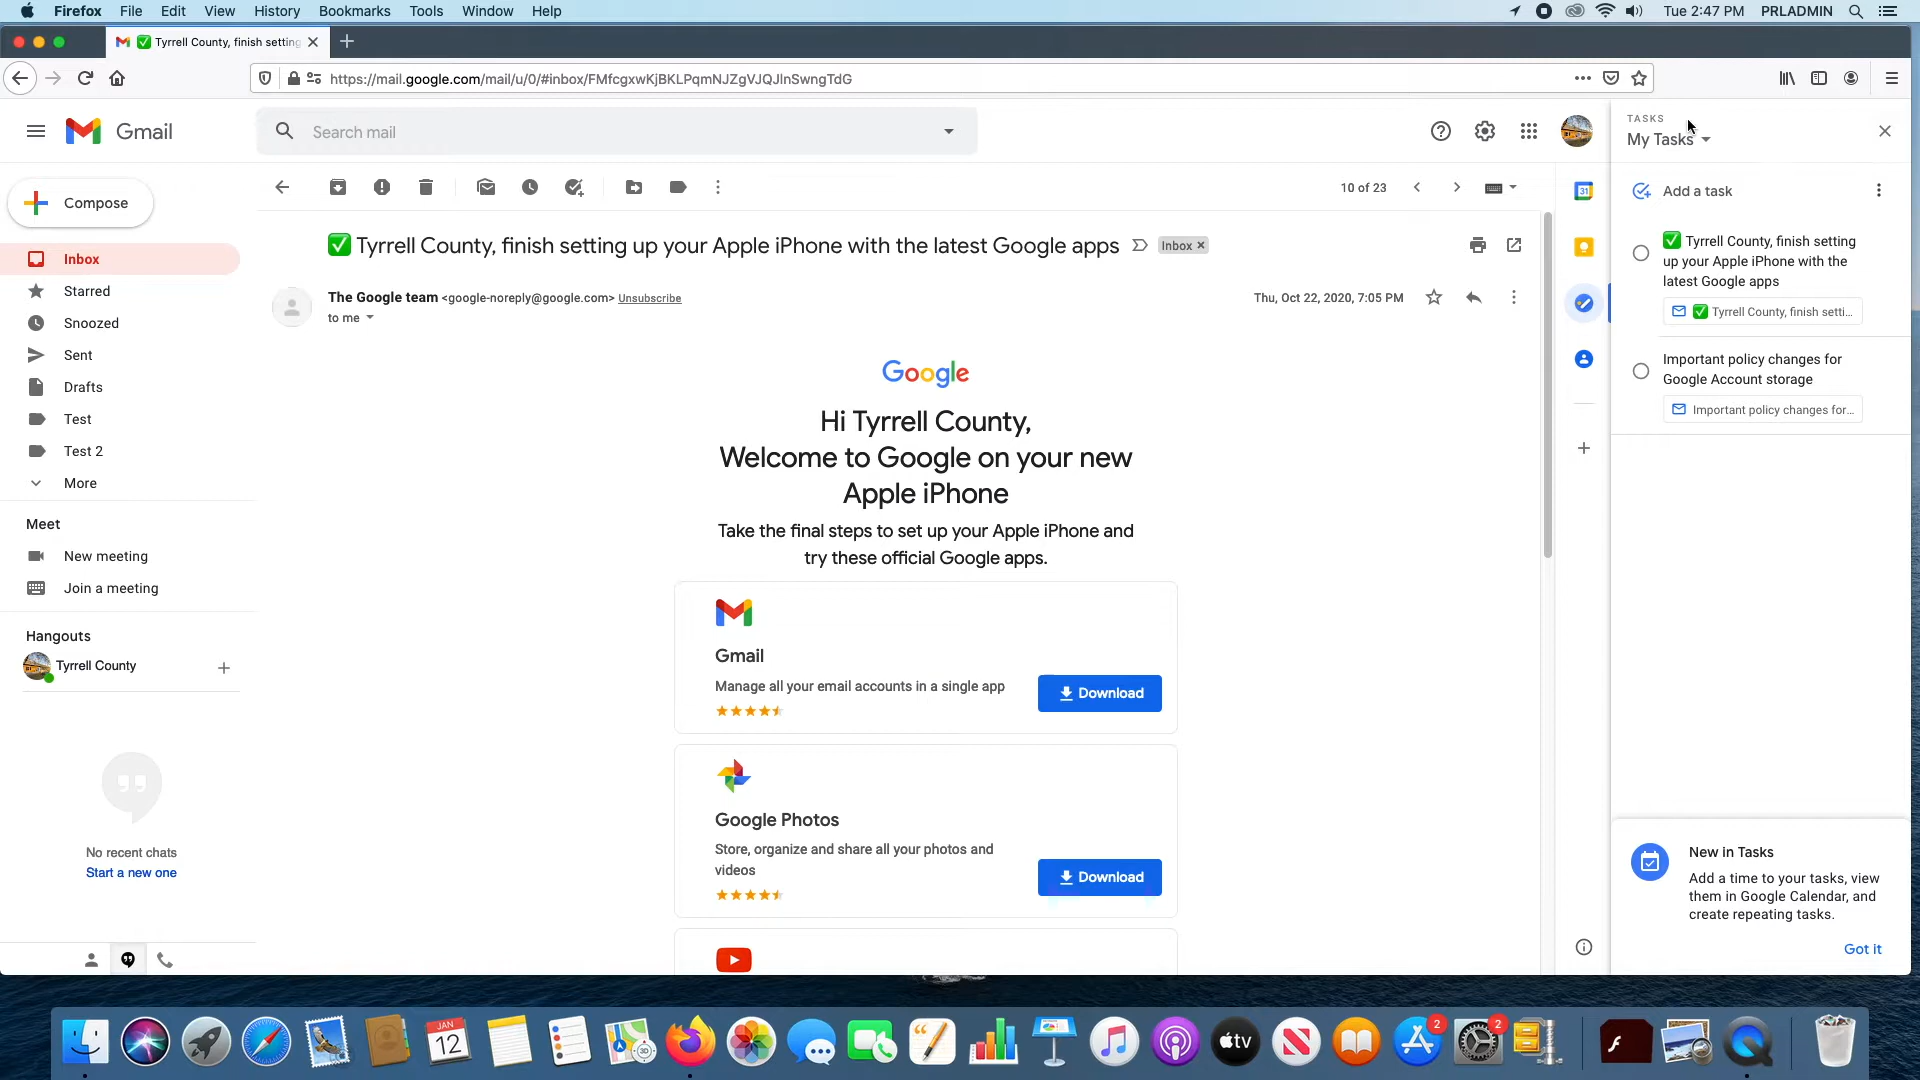 Firefox File Edit View History Bookmarks Tools Window Help Tue 2:47 PM PRLADMIN
✅ Tyrrell County, finish setting
https://mail.google.com/mail/u/0/#inbox/FMfcgxwKjBKLPqmNJZgVJQJlnSwngTdG
Gmail
Search mail
TASKS
My Tasks
Compose
10 of 23
Add a task
Inbox
Starred
Snoozed
Sent
Drafts
Test
Test 2
More
Meet
New meeting
Join a meeting
Hangouts
Tyrrell County
No recent chats
Start a new one
✅ Tyrrell County, finish setting up your Apple iPhone with the latest Google apps Inbox ×
The Google team <google-noreply@google.com> Unsubscribe Thu, Oct 22, 2020, 7:05 PM
to me
Google
Hi Tyrrell County,
Welcome to Google on your new
Apple iPhone
Take the final steps to set up your Apple iPhone and
try these official Google apps.
Gmail
Manage all your email accounts in a single app
Download
Google Photos
Store, organize and share all your photos and
videos
Download
31
✅ Tyrrell County, finish setting
up your Apple iPhone with the
latest Google apps
✅ Tyrrell County, finish setti...
Important policy changes for
Google Account storage
Important policy changes for...
New in Tasks
Add a time to your tasks, view
them in Google Calendar, and
create repeating tasks.
Got it
JAN
12
3D
tv
2
2